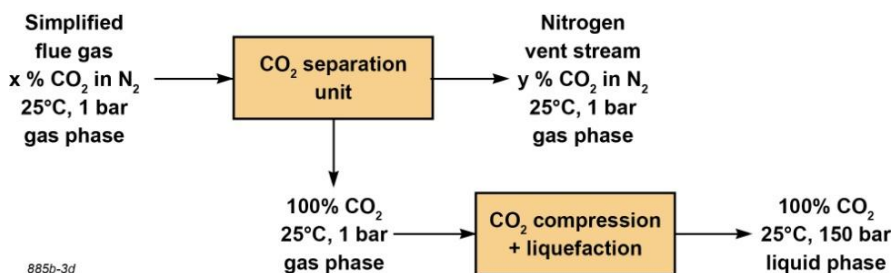 Simplified
flue gas
x % CO₂ in N₂
25°C, 1 bar
gas phase
CO₂ separation
unit
Nitrogen
vent stream
y % CO₂ in N₂
25°C, 1 bar
gas phase
100% CO₂
25°C, 1 bar
gas phase
CO₂ compression
+ liquefaction
100% CO₂
25°C, 150 bar
liquid phase
885b-3d